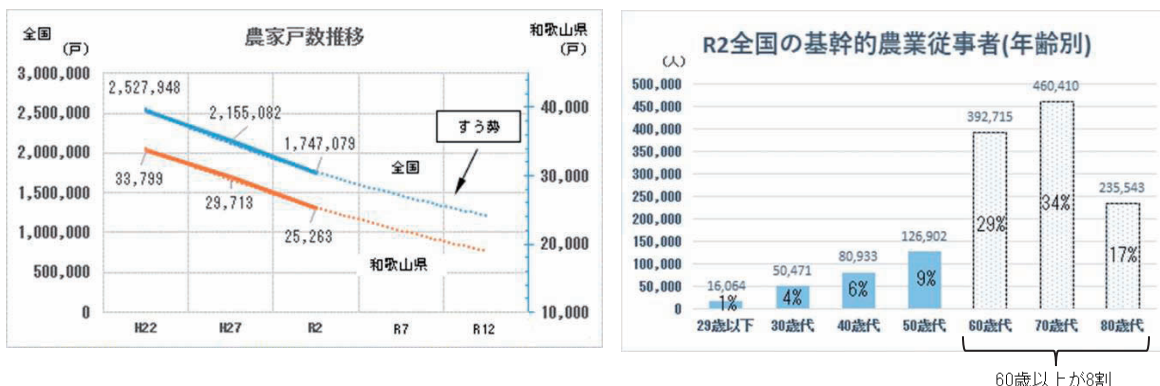 農家戸数推移
全国
(戸)
和歌山県
(戸)
3,000,000
2,500,000
2,000,000
1,500,000
1,000,000
500,000
0
40,000
30,000
20,000
10,000
2,527,948
2,155,082
1,747,079
33,799
29,713
25,263
すう勢
全国
和歌山県
H22
H27
R2
R7
R12
R2全国の基幹的農業従事者(年齢別)
(人)
500,000
450,000
400,000
350,000
300,000
250,000
200,000
150,000
100,000
50,000
0
16,064
50,471
80,933
126,902
392,715
460,410
235,543
1%
4%
6%
9%
29%
34%
17%
29歳以下
30歳代
40歳代
50歳代
60歳代
70歳代
80歳代
60歳以上が8割